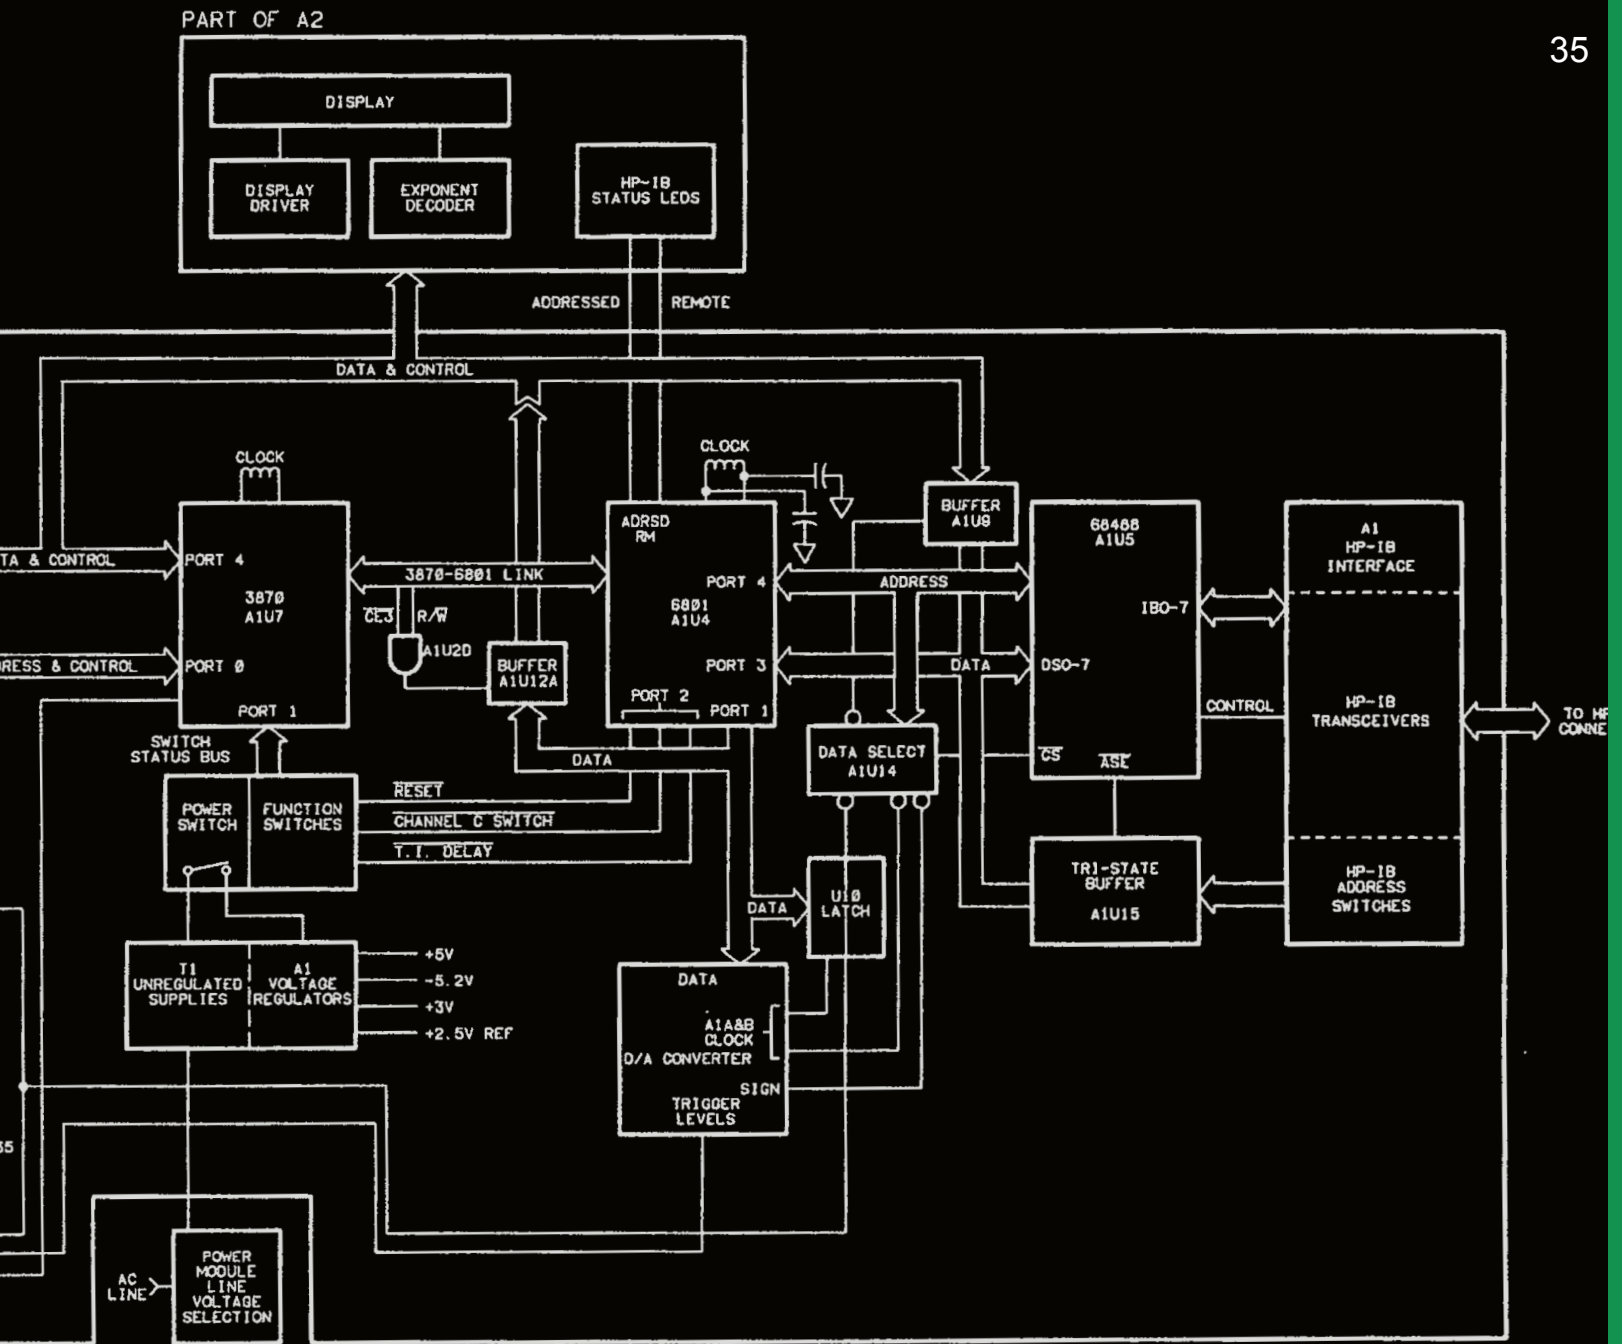 PART OF A2
35
DISPLAY
DISPLAY
DRIVER
EXPONENT
DECODER
HP-IB
STATUS LEDS
ADDRESSED
REMOTE
DATA & CONTROL
CLOCK
CLOCK
TA & CONTROL
PORT 4
3870
A1U7
RESS & CONTROL
PORT 0
PORT 1
3870-6801 LINK
CE3
R/W
A1U2D
BUFFER
A1U12A
ADRSD
RM
PORT 4
6801
A1U4
PORT 3
PORT 2
PORT 1
BUFFER
A1U9
ADDRESS
DATA
68488
A1U5
IBO-7
DSO-7
CONTROL
CS
ASE
A1
HP-IB
INTERFACE
HP-IB
TRANSCEIVERS
TO HP
CONNE
HP-IB
ADDRESS
SWITCHES
DATA SELECT
A1U14
SWITCH
STATUS BUS
DATA
POWER
SWITCH
FUNCTION
SWITCHES
RESET
CHANNEL C SWITCH
T.I. DELAY
DATA
U10
LATCH
TRI-STATE
BUFFER
A1U15
T1
UNREGULATED
SUPPLIES
A1
VOLTAGE
REGULATORS
+5V
-5.2V
+3V
+2.5V REF
DATA
A1A&B
CLOCK
D/A CONVERTER
SIGN
TRIGGER
LEVELS
35
AC
LINE
POWER
MODULE
LINE
VOLTAGE
SELECTION